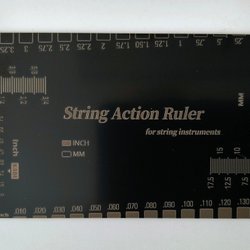 3.25 3 2.75 2.5 2.25 2 1.75 1.5 1.25 1 .75 .5 .25
String Action Ruler
for string instruments
INCH
MM
MM
Inch
17.5 15 12.5 10
.010 .020 .030 .040 .050 .060 .070 .080 .090 .100 .110 .120 .130